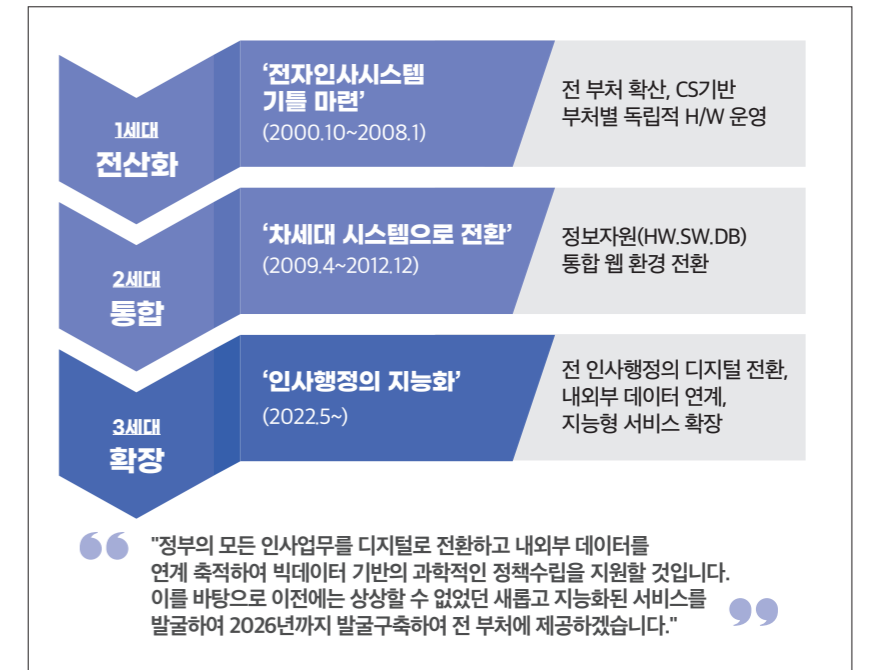 1세대
전산화
‘전자인사시스템
기틀 마련’
(2000.10~2008.1)
전 부처 확산, CS기반
부처별 독립적 H/W 운영
2세대
통합
‘차세대 시스템으로 전환’
(2009.4~2012.12)
정보자원(HW.SW.DB)
통합 웹 환경 전환
3세대
확장
‘인사행정의 지능화’
(2022.5~)
전 인사행정의 디지털 전환,
내외부 데이터 연계,
지능형 서비스 확장
"정부의 모든 인사업무를 디지털로 전환하고 내외부 데이터를
연계 축적하여 빅데이터 기반의 과학적인 정책수립을 지원할 것입니다.
이를 바탕으로 이전에는 상상할 수 없었던 새롭고 지능화된 서비스를
발굴하여 2026년까지 발굴구축하여 전 부처에 제공하겠습니다."